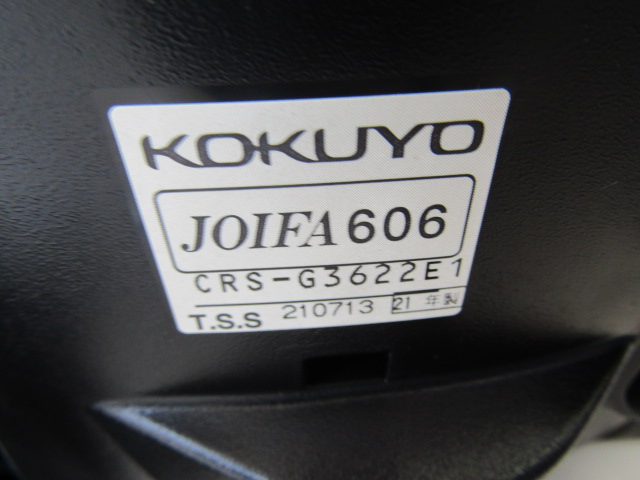 KOKUYO
JOIFA 606
CRS-G3622E1
T.S.S 210713 21 年製